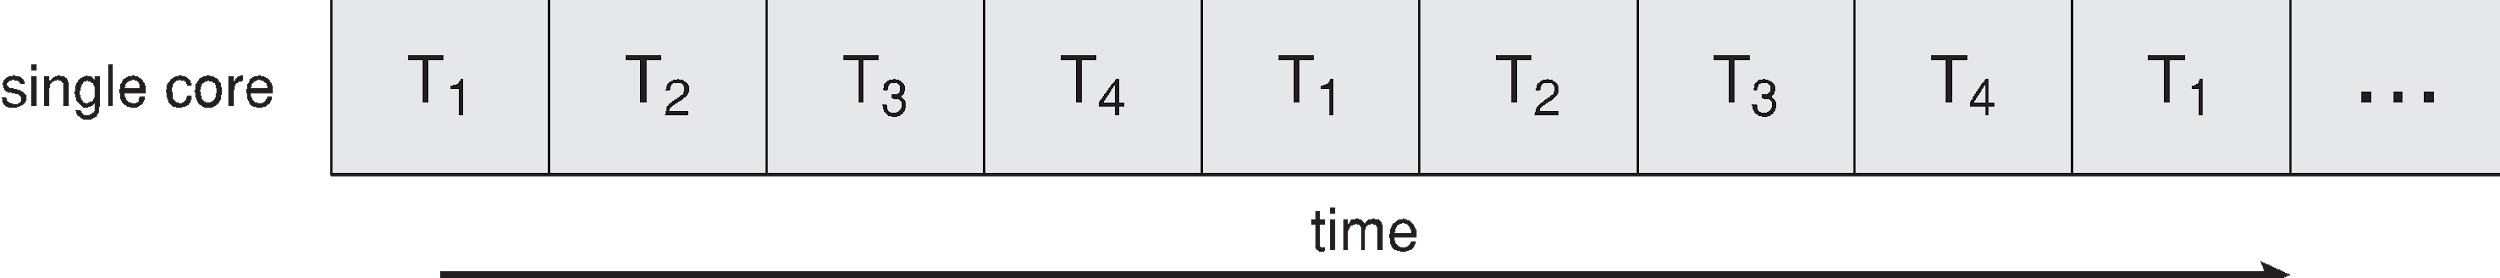 single core T₁ T₂ T₃ T₄ T₁ T₂ T₃ T₄ T₁ ...
time